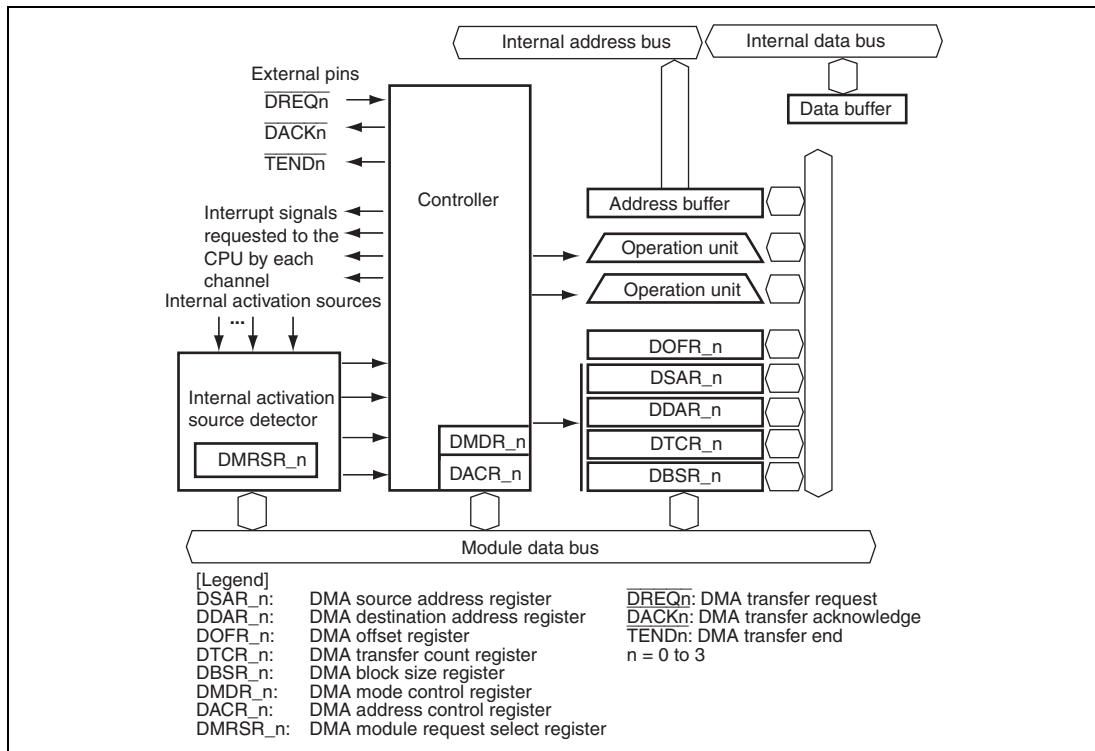 Internal address bus
Internal data bus
External pins
DREQn
DACKn
TENDn
Data buffer
Controller
Address buffer
Interrupt signals
requested to the
CPU by each
channel
Operation unit
Operation unit
Internal activation sources
...
DOFR_n
DSAR_n
DDAR_n
DTCR_n
DBSR_n
Internal activation
source detector
DMRSR_n
DMDR_n
DACR_n
Module data bus
[Legend]
DSAR_n: DMA source address register
DDAR_n: DMA destination address register
DOFR_n: DMA offset register
DTCR_n: DMA transfer count register
DBSR_n: DMA block size register
DMDR_n: DMA mode control register
DACR_n: DMA address control register
DMRSR_n: DMA module request select register
DREQn: DMA transfer request
DACKn: DMA transfer acknowledge
TENDn: DMA transfer end
n = 0 to 3